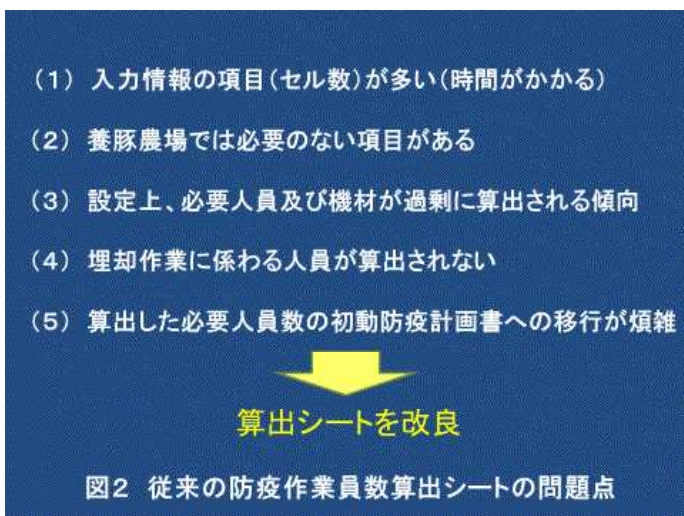 (1) 入力情報の項目(セル数)が多い(時間がかかる)
(2) 養豚農場では必要のない項目がある
(3) 設定上、必要人員及び機材が過剰に算出される傾向
(4) 埋却作業に係わる人員が算出されない
(5) 算出した必要人員数の初動防疫計画書への移行が煩雑
算出シートを改良
図2 従来の防疫作業員数算出シートの問題点